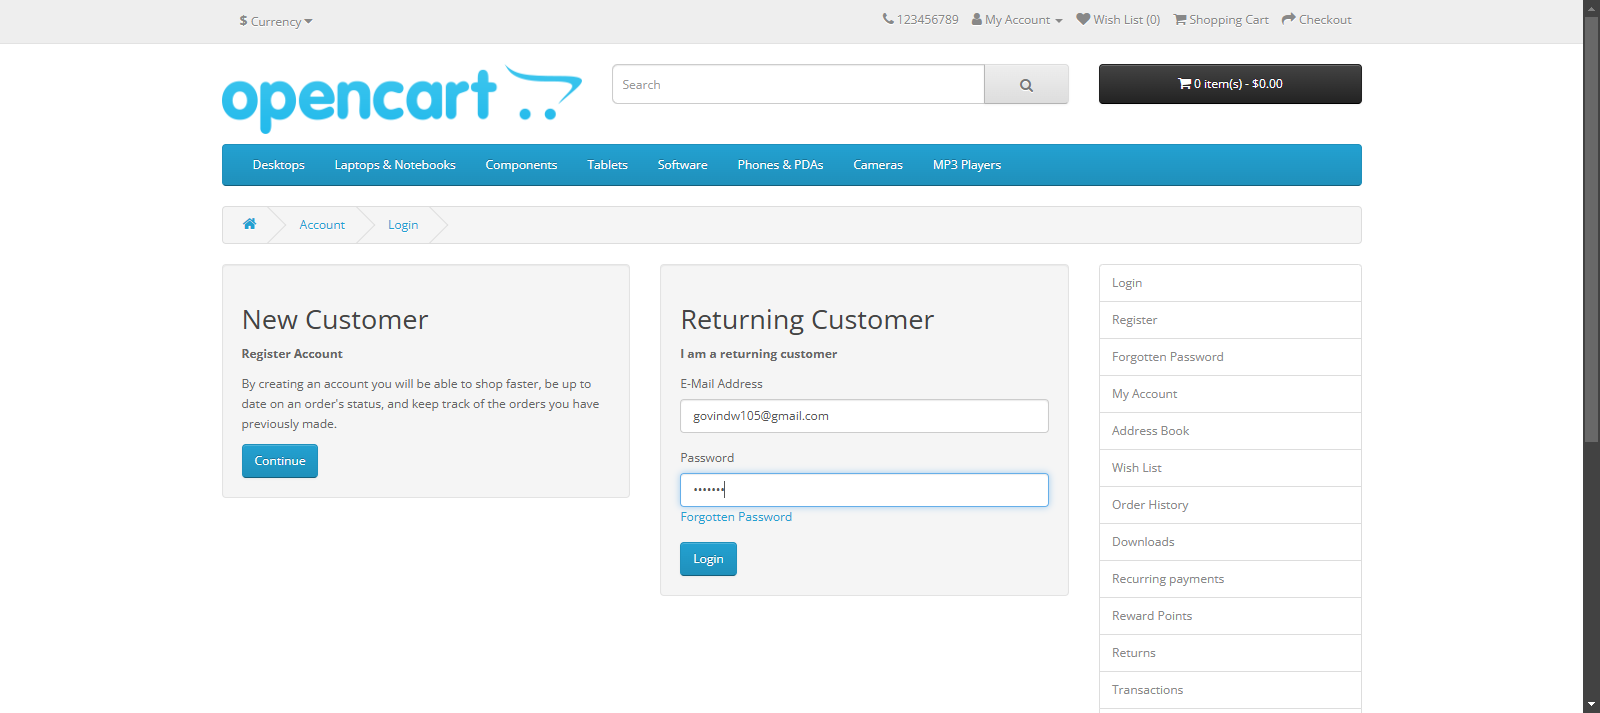 $ Currency
123456789 My Account Wish List (0) Shopping Cart Checkout
opencart
Search
0 item(s) - $0.00
Desktops Laptops & Notebooks Components Tablets Software Phones & PDAs Cameras MP3 Players
Account Login
New Customer
Register Account
By creating an account you will be able to shop faster, be up to
date on an order's status, and keep track of the orders you have
previously made.
Continue
Returning Customer
I am a returning customer
E-Mail Address
govindw105@gmail.com
Password
•••••••
Forgotten Password
Login
Login
Register
Forgotten Password
My Account
Address Book
Wish List
Order History
Downloads
Recurring payments
Reward Points
Returns
Transactions